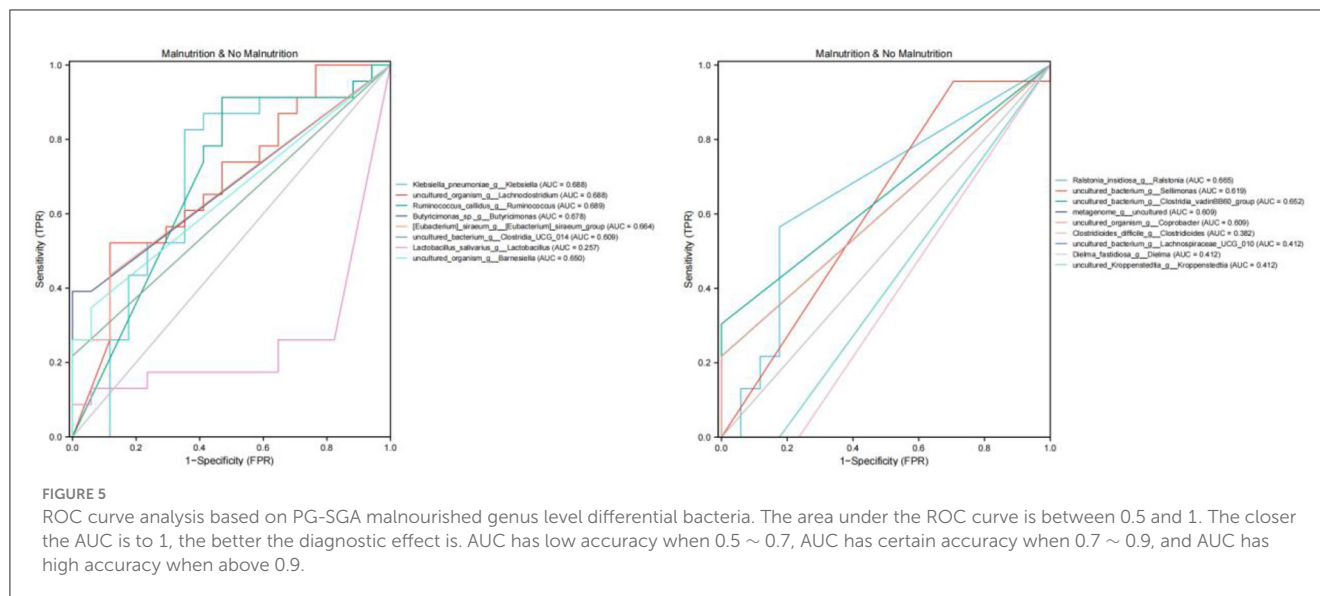 Malnutrition & No Malnutrition
1.0
0.8
0.6
0.4
0.2
0.0
Sensitivity (TPR)
0.0 0.2 0.4 0.6 0.8 1.0
1-Specificity (FPR)
Klebsiella_pneumoniae_g__Klebsiella (AUC = 0.688)
uncultured_organism_g__Lachnoclostridium (AUC = 0.688)
Ruminococcus_callidus_g__Ruminococcus (AUC = 0.689)
Butyricimonas_sp._g__Butyricimonas (AUC = 0.678)
[Eubacterium]_siraeum_g__[Eubacterium]_siraeum_group (AUC = 0.664)
uncultured_bacterium_g__Clostridia_UCG_014 (AUC = 0.609)
Lactobacillus_salivarius_g__Lactobacillus (AUC = 0.257)
uncultured_organism_g__Barnesiella (AUC = 0.650)
Malnutrition & No Malnutrition
1.0
0.8
0.6
0.4
0.2
0.0
Sensitivity (TPR)
0.0 0.2 0.4 0.6 0.8 1.0
1-Specificity (FPR)
Ralstonia_insidiosa_g__Ralstonia (AUC = 0.665)
uncultured_bacterium_g__Sellimonas (AUC = 0.619)
uncultured_bacterium_g__Clostridia_vadinBB60_group (AUC = 0.652)
metagenome_g__uncultured (AUC = 0.609)
uncultured_organism_g__Coprobacter (AUC = 0.609)
Clostridioides_difficile_g__Clostridioides (AUC = 0.382)
uncultured_bacterium_g__Lachnospiraceae_UCG_010 (AUC = 0.412)
Dielma_fastidiosa_g__Dielma (AUC = 0.412)
uncultured_Kroppenstedtia_g__Kroppenstedtia (AUC = 0.412)
FIGURE 5
ROC curve analysis based on PG-SGA malnourished genus level differential bacteria. The area under the ROC curve is between 0.5 and 1. The closer
the AUC is to 1, the better the diagnostic effect is. AUC has low accuracy when 0.5 ~ 0.7, AUC has certain accuracy when 0.7 ~ 0.9, and AUC has
high accuracy when above 0.9.